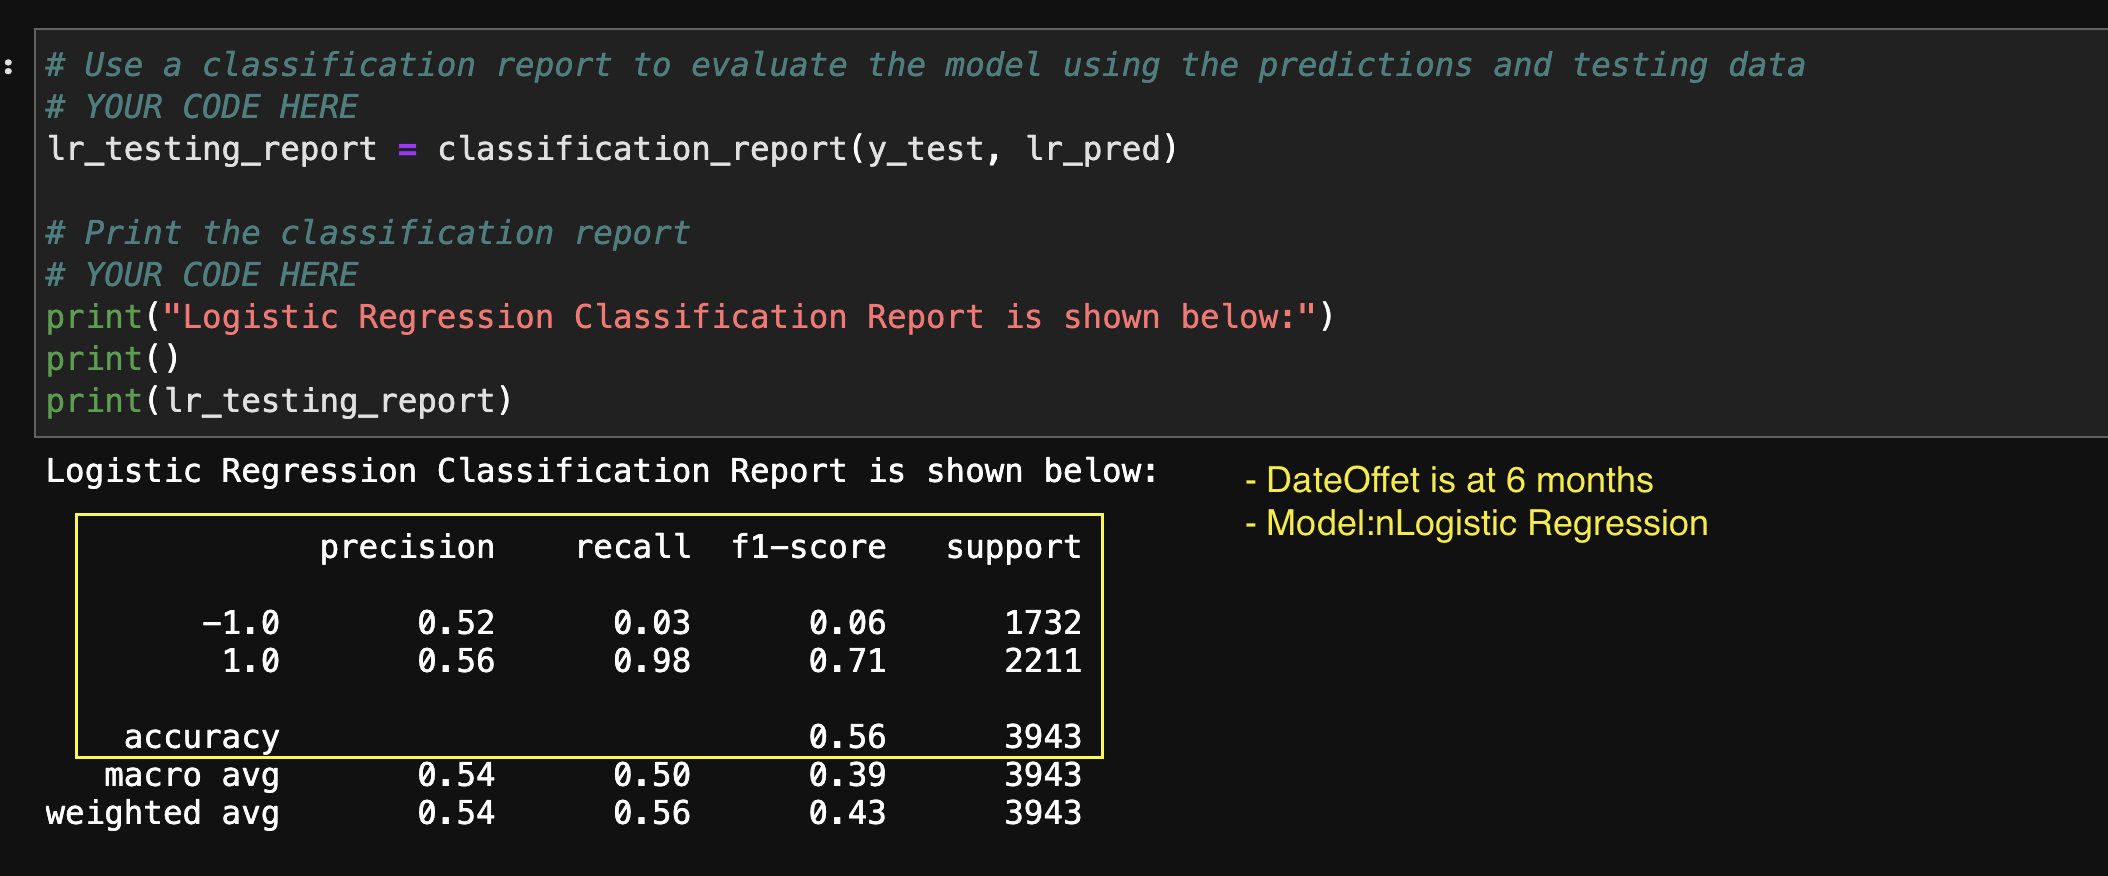 :
# Use a classification report to evaluate the model using the predictions and testing data
# YOUR CODE HERE
lr_testing_report = classification_report(y_test, lr_pred)
# Print the classification report
# YOUR CODE HERE
print("Logistic Regression Classification Report is shown below:")
print()
print(lr_testing_report)
Logistic Regression Classification Report is shown below:
- DateOffet is at 6 months
- Model:nLogistic Regression
precision recall f1-score support
-1.0 0.52 0.03 0.06 1732
1.0 0.56 0.98 0.71 2211
accuracy 0.56 3943
macro avg 0.54 0.50 0.39 3943
weighted avg 0.54 0.56 0.43 3943